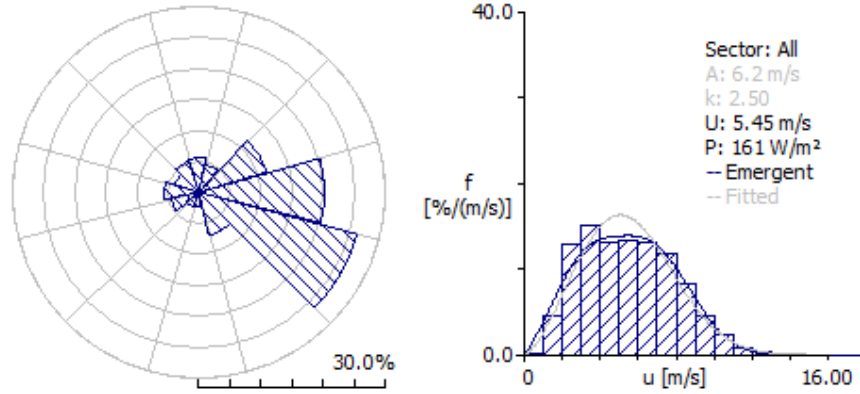 30.0%
40.0
f
[%/(m/s)]
0.0
0
u [m/s]
16.00
Sector: All
A: 6.2 m/s
k: 2.50
U: 5.45 m/s
P: 161 W/m²
-- Emergent
-- Fitted